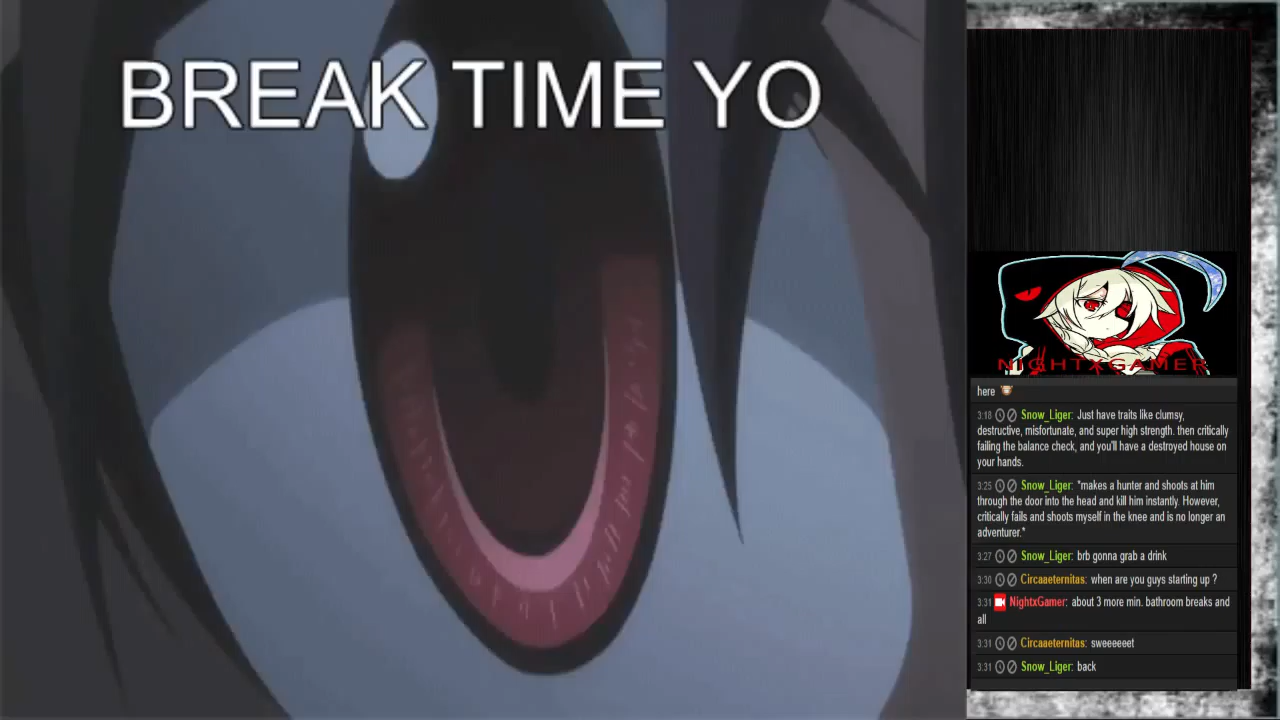 BREAK TIME YO
NIGHTXGAMER
here
3:18 Snow_Liger: Just have traits like clumsy,
destructive, misfortunate, and super high strength. then critically
failing the balance check, and you'll have a destroyed house on
your hands.
3:25 Snow_Liger: *makes a hunter and shoots at him
through the door into the head and kill him instantly. However,
critically fails and shoots myself in the knee and is no longer an
adventurer.*
3:27 Snow_Liger: brb gonna grab a drink
3:30 Circaaeternitas: when are you guys starting up ?
3:31 NightxGamer: about 3 more min. bathroom breaks and
all
3:31 Circaaeternitas: sweeeeeet
3:31 Snow_Liger: back